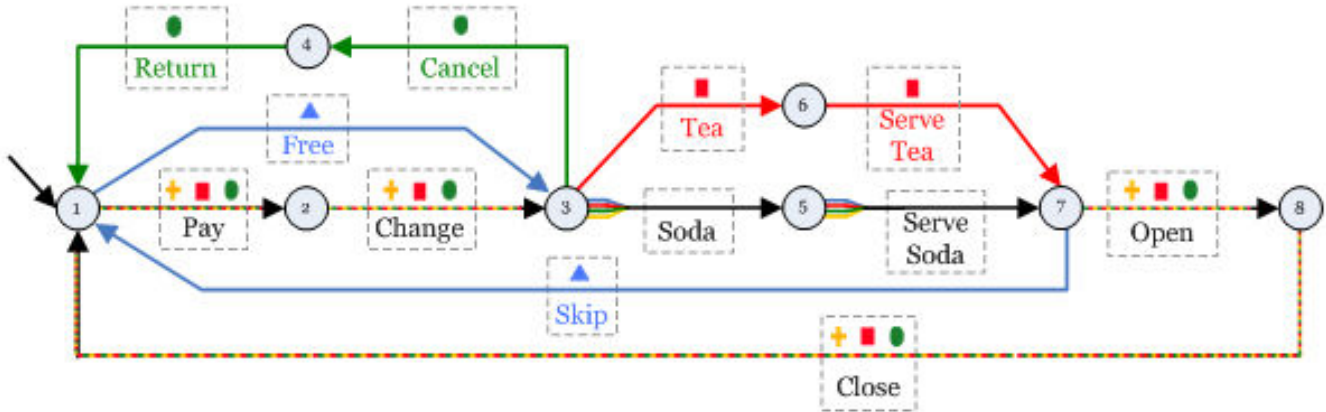 4
Return
Cancel
Free
Tea
6
Serve
Tea
1
Pay
2
Change
3
Soda
5
Serve
Soda
7
Open
8
Skip
Close